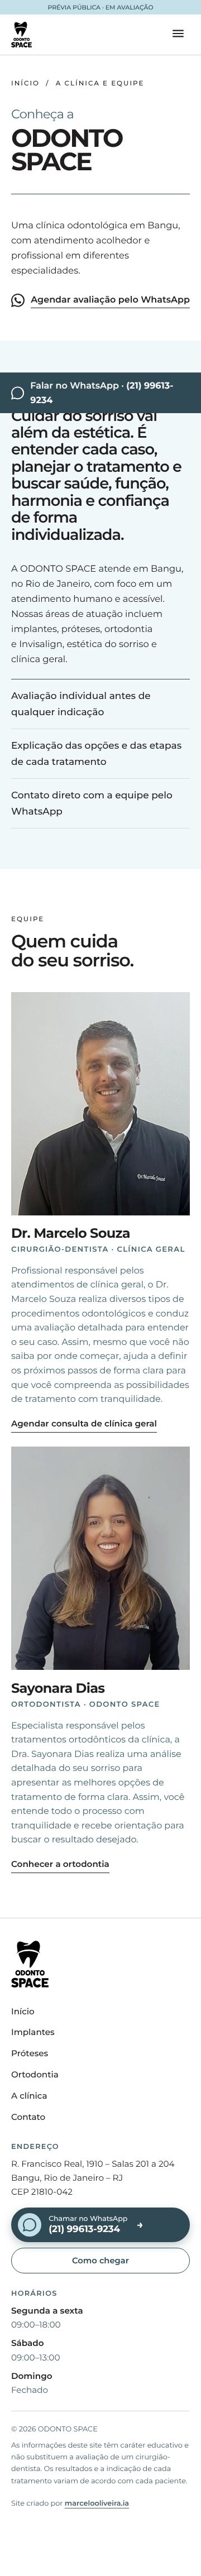 PRÉVIA PÚBLICA · EM AVALIAÇÃO
ODONTO
SPACE
INÍCIO / A CLÍNICA E EQUIPE
Conheça a
ODONTO
SPACE
Uma clínica odontológica em Bangu,
com atendimento acolhedor e
profissional em diferentes
especialidades.
Agendar avaliação pelo WhatsApp
Falar no WhatsApp · (21) 99613-
9234
Cuidar do sorriso vai
além da estética. É
entender cada caso,
planejar o tratamento e
buscar saúde, função,
harmonia e confiança
de forma
individualizada.
A ODONTO SPACE atende em Bangu,
no Rio de Janeiro, com foco em um
atendimento humano e acessível.
Nossas áreas de atuação incluem
implantes, próteses, ortodontia
e Invisalign, estética do sorriso e
clínica geral.
Avaliação individual antes de
qualquer indicação
Explicação das opções e das etapas
de cada tratamento
Contato direto com a equipe pelo
WhatsApp
EQUIPE
Quem cuida
do seu sorriso.
Dr. Marcelo Souza
CIRURGIÃO-DENTISTA · CLÍNICA GERAL
Profissional responsável pelos
atendimentos de clínica geral, o Dr.
Marcelo Souza realiza diversos tipos de
procedimentos odontológicos e conduz
uma avaliação detalhada para entender
o seu caso. Assim, mesmo que você não
saiba por onde começar, ajuda a definir
os próximos passos de forma clara para
que você compreenda as possibilidades
de tratamento com tranquilidade.
Agendar consulta de clínica geral
Sayonara Dias
ORTODONTISTA · ODONTO SPACE
Especialista responsável pelos
tratamentos ortodônticos da clínica, a
Dra. Sayonara Dias realiza uma análise
detalhada do seu sorriso para
apresentar as melhores opções de
tratamento de forma clara. Assim, você
entende todo o processo com
tranquilidade e recebe orientação para
buscar o resultado desejado.
Conhecer a ortodontia
ODONTO
SPACE
Início
Implantes
Próteses
Ortodontia
A clínica
Contato
ENDEREÇO
R. Francisco Real, 1910 – Salas 201 a 204
Bangu, Rio de Janeiro – RJ
CEP 21810-042
Chamar no WhatsApp
(21) 99613-9234 →
Como chegar
HORÁRIOS
Segunda a sexta
09:00–18:00
Sábado
09:00–13:00
Domingo
Fechado
© 2026 ODONTO SPACE
As informações deste site têm caráter educativo e
não substituem a avaliação de um cirurgião-
dentista. Os resultados e a indicação de cada
tratamento variam de acordo com cada paciente.
Site criado por marcelooliveira.ia